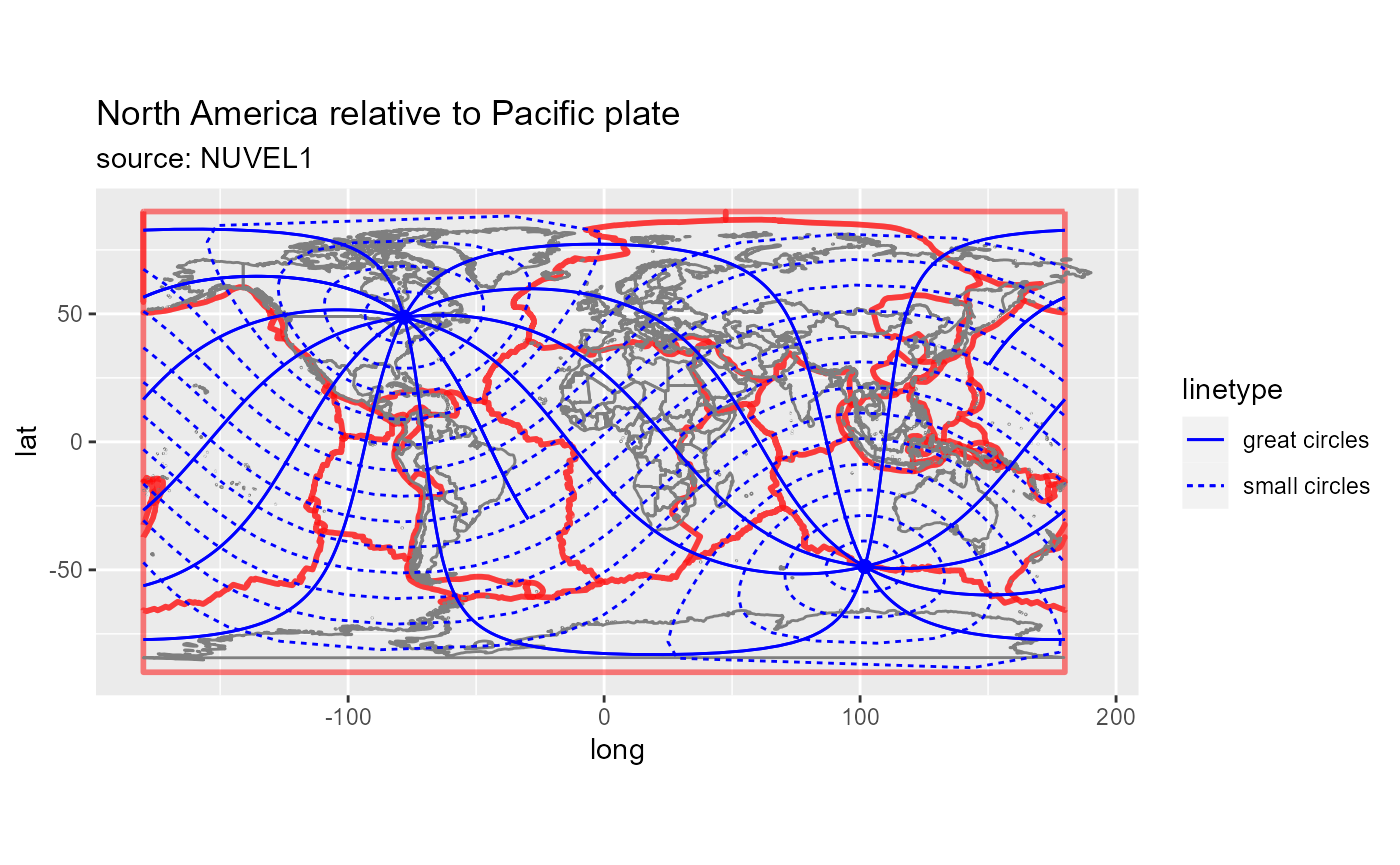 North America relative to Pacific plate
source: NUVEL1
50
0
-50
lat
-100
0
100
200
long
linetype
great circles
small circles